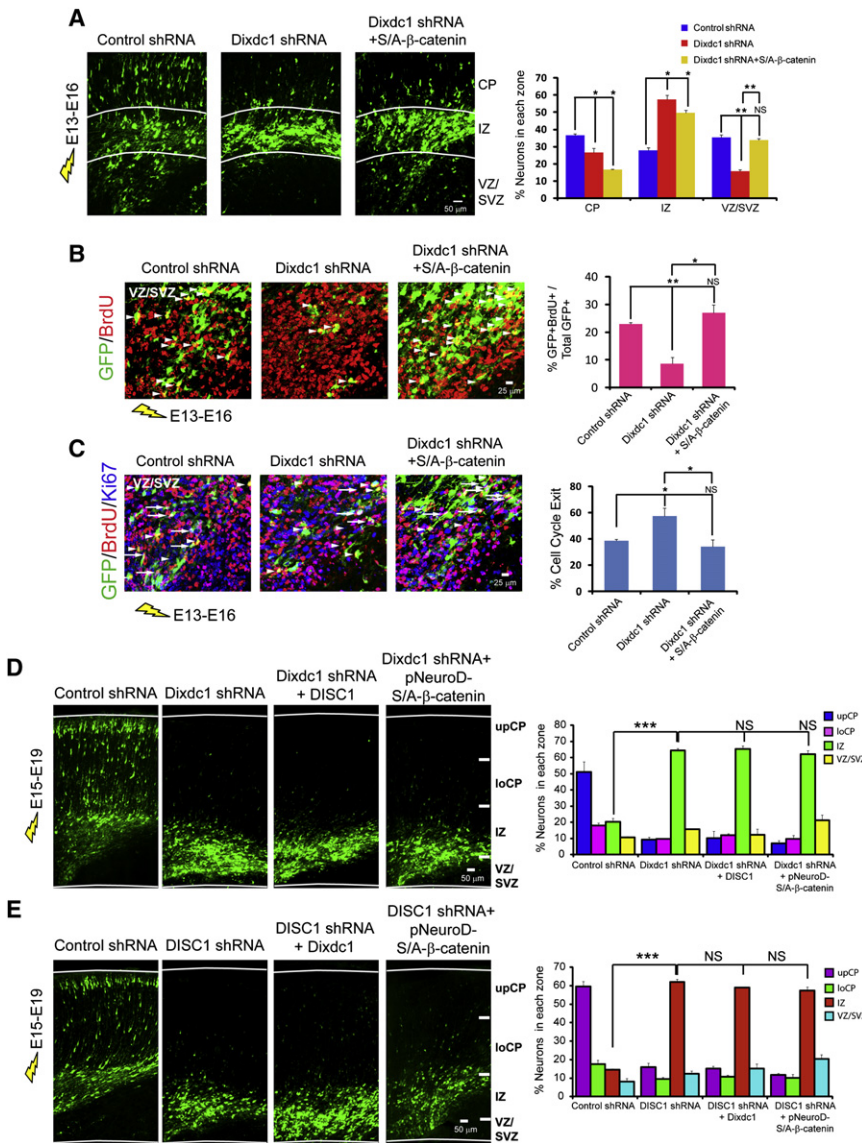 A
Control shRNA
Dixdc1 shRNA
Dixdc1 shRNA
+S/A-β-catenin
E13-E16
CP
IZ
VZ/
SVZ
50 μm
Control shRNA
Dixdc1 shRNA
Dixdc1 shRNA+S/A-β-catenin
% Neurons in each zone
70
60
50
40
30
20
10
0
* *
* *
** NS
**
CP
IZ
VZ/SVZ
B
Control shRNA
Dixdc1 shRNA
Dixdc1 shRNA
+S/A-β-catenin
GFP/BrdU
VZ/SVZ
25 μm
E13-E16
% GFP+BrdU+ /
Total GFP+
60
50
40
30
20
10
0
*
** NS
Control shRNA
Dixdc1 shRNA
Dixdc1 shRNA
+ S/A-β-catenin
C
Control shRNA
Dixdc1 shRNA
Dixdc1 shRNA
+S/A-β-catenin
GFP/BrdU/Ki67
VZ/SVZ
25 μm
E13-E16
% Cell Cycle Exit
80
70
60
50
40
30
20
10
0
*
* NS
Control shRNA
Dixdc1 shRNA
Dixdc1 shRNA
+ S/A-β-catenin
D
Control shRNA
Dixdc1 shRNA
Dixdc1 shRNA
+ DISC1
Dixdc1 shRNA+
pNeuroD-
S/A-β-catenin
E15-E19
upCP
loCP
IZ
VZ/
SVZ
50 μm
% Neurons in each zone
80
70
60
50
40
30
20
10
0
*** NS NS
upCP
loCP
IZ
VZ/SVZ
Control shRNA
Dixdc1 shRNA
Dixdc1 shRNA
+ DISC1
Dixdc1 shRNA
+ pNeuroD-
S/A-β-catenin
E
Control shRNA
DISC1 shRNA
DISC1 shRNA
+ Dixdc1
DISC1 shRNA+
pNeuroD-
S/A-β-catenin
E15-E19
upCP
loCP
IZ
VZ/
SVZ
50 μm
% Neurons in each zone
70
60
50
40
30
20
10
0
*** NS NS
upCP
loCP
IZ
VZ/SVZ
Control shRNA
DISC1 shRNA
DISC1 shRNA
+ Dixdc1
DISC1 shRNA
+ pNeuroD-
S/A-β-catenin